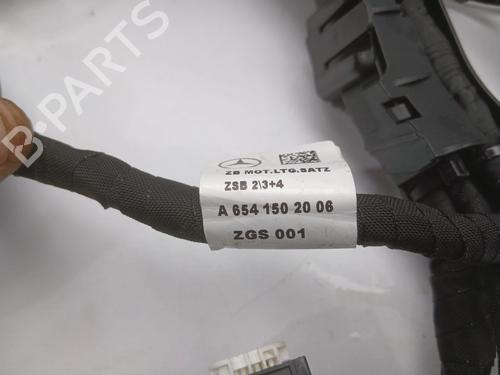 B-PARTS
ZB MOT.LTG.SATZ
ZSB 2\3+4
A 654 150 20 06
ZGS 001